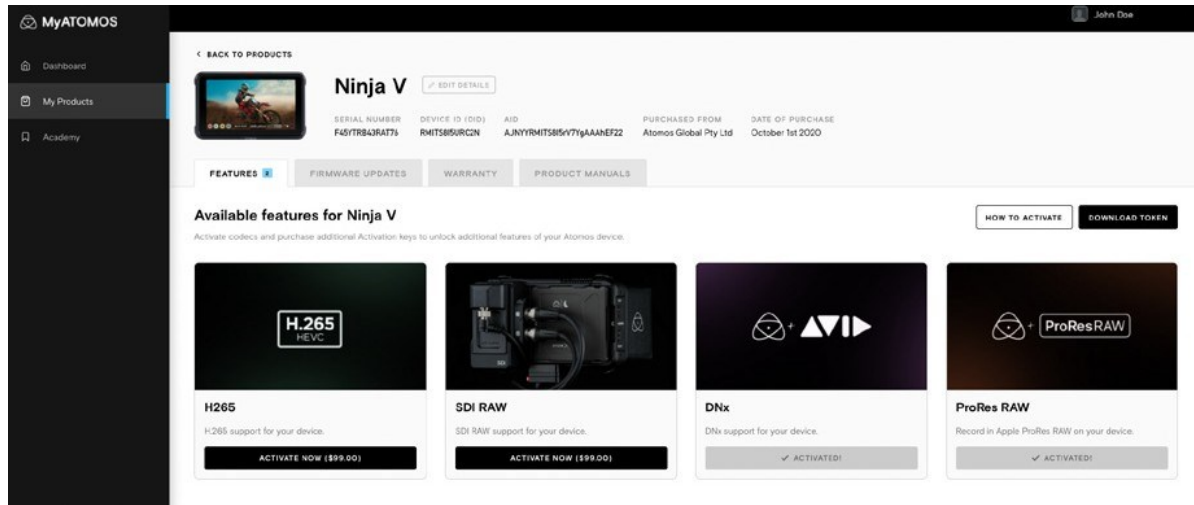 MyATOMOS
John Doe
Dashboard
My Products
Academy
< BACK TO PRODUCTS
Ninja V
EDIT DETAILS
SERIAL NUMBER DEVICE ID (DID) AID PURCHASED FROM DATE OF PURCHASE
F45YTRB43RAT76 RMITS8I5URC2N AJNYYRMITS8I5rV7YgAAAhEF22 Atomos Global Pty Ltd October 1st 2020
FEATURES FIRMWARE UPDATES WARRANTY PRODUCT MANUALS
Available features for Ninja V
HOW TO ACTIVATE DOWNLOAD TOKEN
Activate codecs and purchase additional Activation keys to unlock additional features of your Atomos device.
H.265
HEVC
+ AVID
+ ProRes RAW
H265 SDI RAW DNx ProRes RAW
H.265 support for your device. SDI RAW support for your device. DNx support for your device. Record in Apple ProRes RAW on your device.
ACTIVATE NOW ($99.00) ACTIVATE NOW ($99.00) ✓ ACTIVATED! ✓ ACTIVATED!